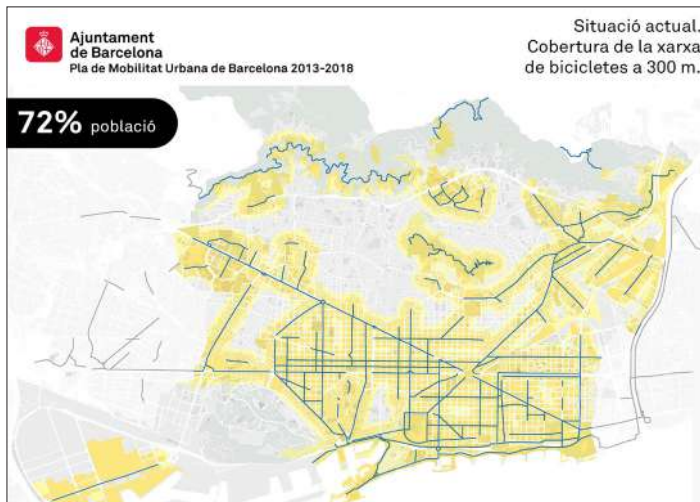 Ajuntament
de Barcelona
Pla de Mobilitat Urbana de Barcelona 2013-2018
Situació actual.
Cobertura de la xarxa
de bicicletes a 300 m.
72% població